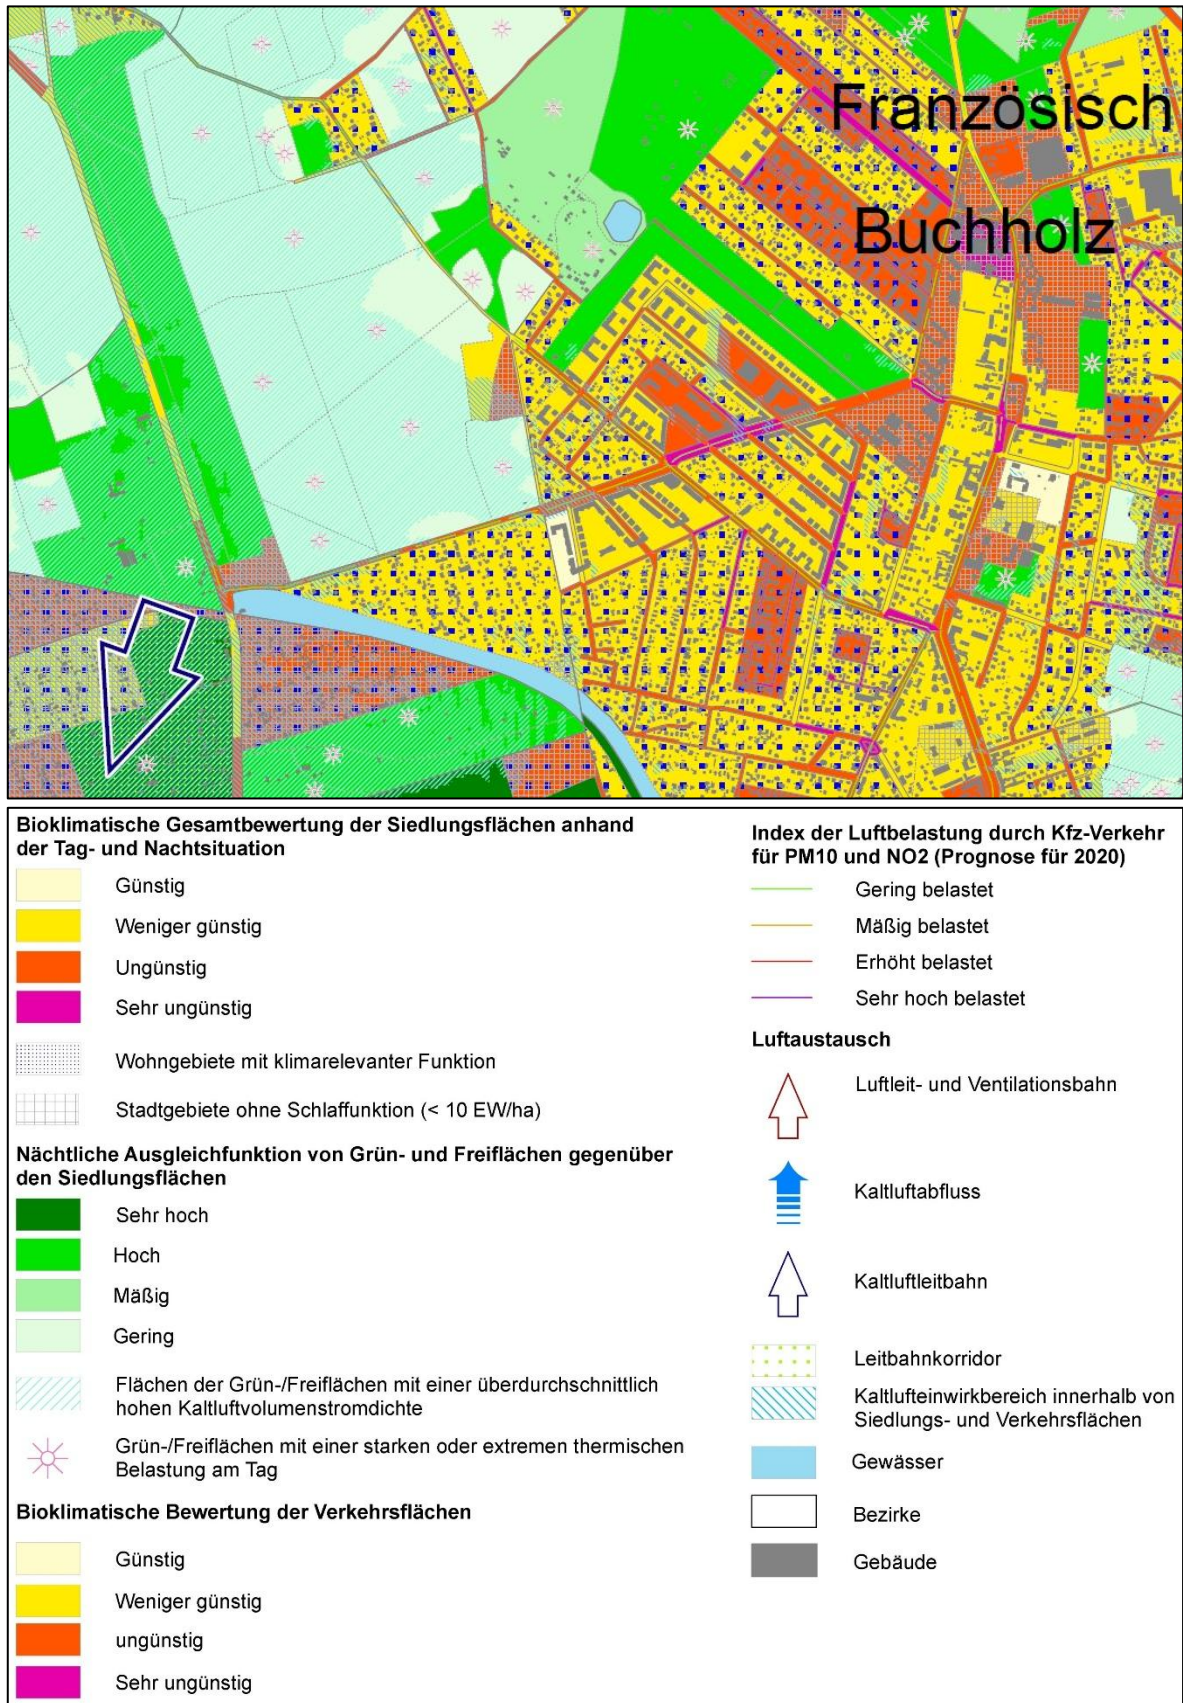 Französisch
Buchholz
Bioklimatische Gesamtbewertung der Siedlungsflächen anhand
der Tag- und Nachtsituation
Günstig
Weniger günstig
Ungünstig
Sehr ungünstig
Wohngebiete mit klimarelevanter Funktion
Stadtgebiete ohne Schlaffunktion (< 10 EW/ha)
Nächtliche Ausgleichfunktion von Grün- und Freiflächen gegenüber
den Siedlungsflächen
Sehr hoch
Hoch
Mäßig
Gering
Flächen der Grün-/Freiflächen mit einer überdurchschnittlich
hohen Kaltluftvolumenstromdichte
Grün-/Freiflächen mit einer starken oder extremen thermischen
Belastung am Tag
Bioklimatische Bewertung der Verkehrsflächen
Günstig
Weniger günstig
ungünstig
Sehr ungünstig
Index der Luftbelastung durch Kfz-Verkehr
für PM10 und NO2 (Prognose für 2020)
Gering belastet
Mäßig belastet
Erhöht belastet
Sehr hoch belastet
Luftaustausch
Luftleit- und Ventilationsbahn
Kaltluftabfluss
Kaltluftleitbahn
Leitbahnkorridor
Kaltlufteinwirkbereich innerhalb von
Siedlungs- und Verkehrsflächen
Gewässer
Bezirke
Gebäude